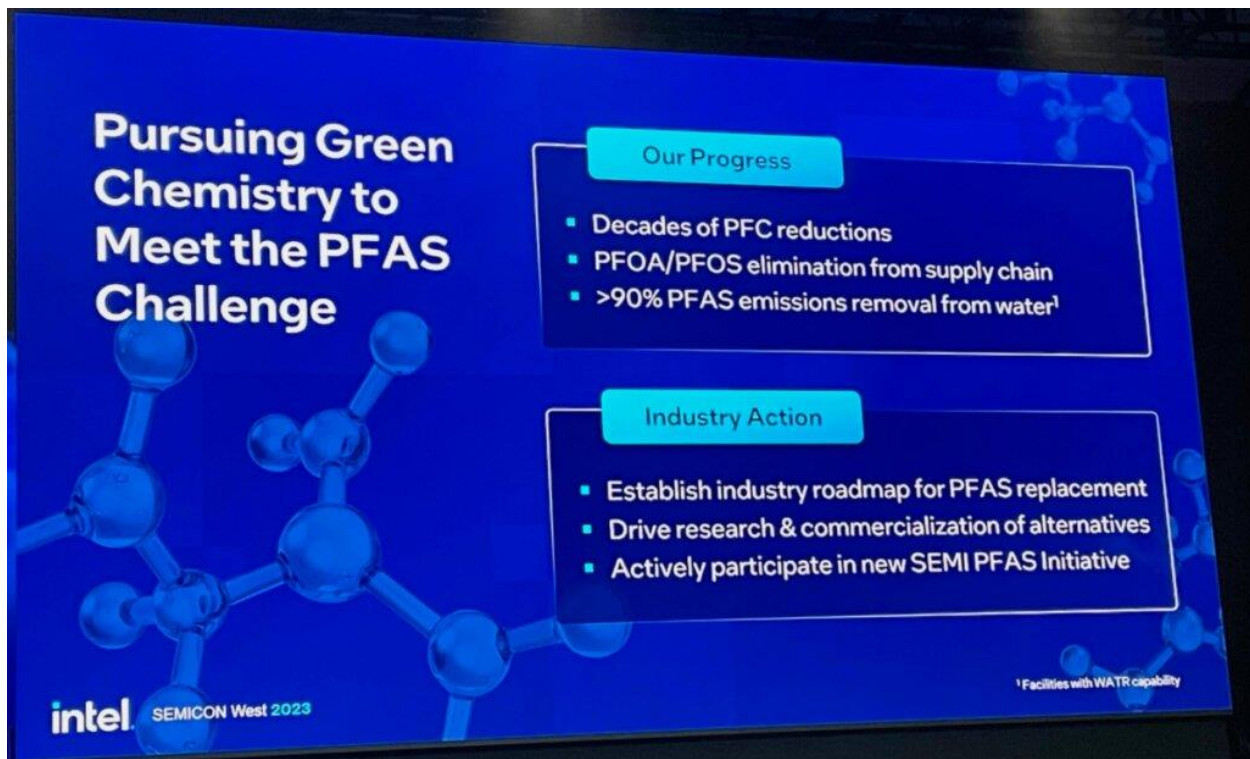 Pursuing Green
Chemistry to
Meet the PFAS
Challenge
Our Progress
▪ Decades of PFC reductions
▪ PFOA/PFOS elimination from supply chain
▪ >90% PFAS emissions removal from water¹
Industry Action
▪ Establish industry roadmap for PFAS replacement
▪ Drive research & commercialization of alternatives
▪ Actively participate in new SEMI PFAS Initiative
¹ Facilities with WATR capability
intel. SEMICON West 2023